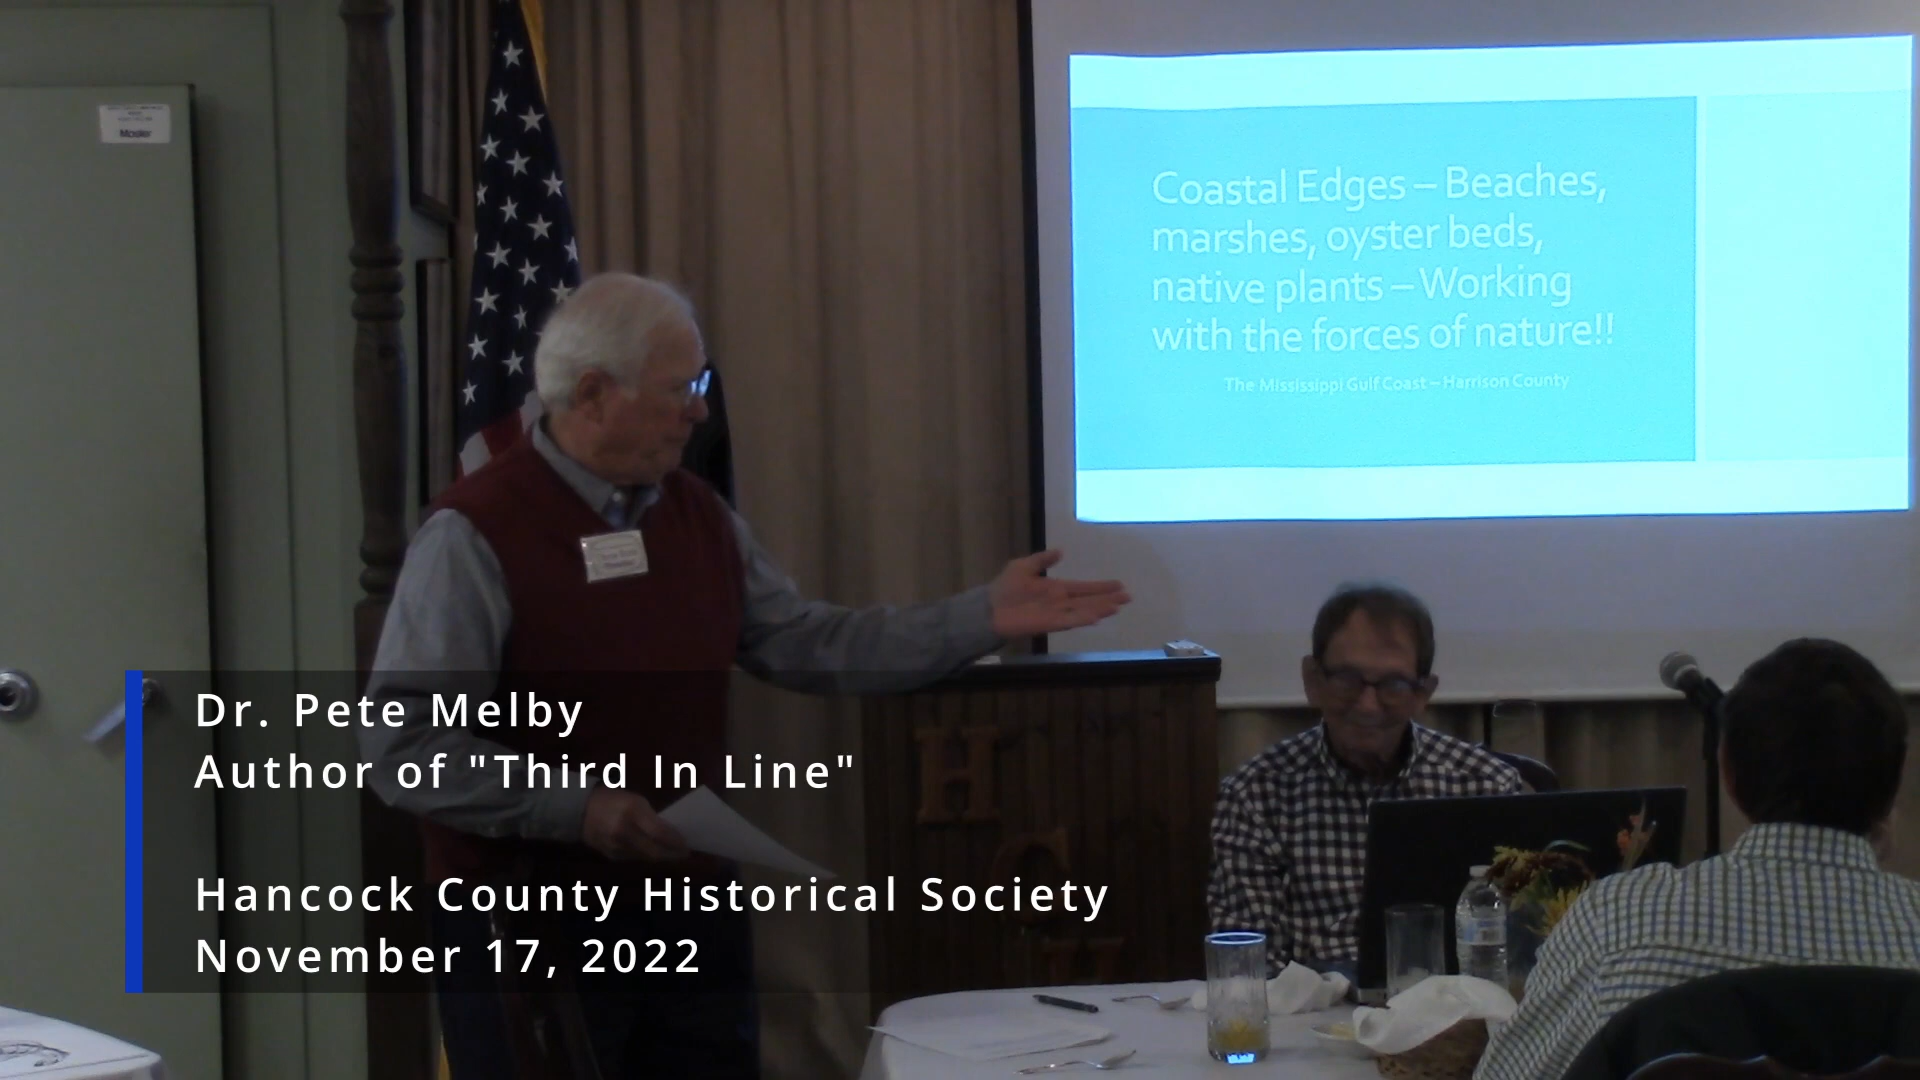 Mosler
Coastal Edges – Beaches,
marshes, oyster beds,
native plants – Working
with the forces of nature!!
The Mississippi Gulf Coast – Harrison County
H
Dr. Pete Melby
Author of "Third In Line"
Hancock County Historical Society
November 17, 2022